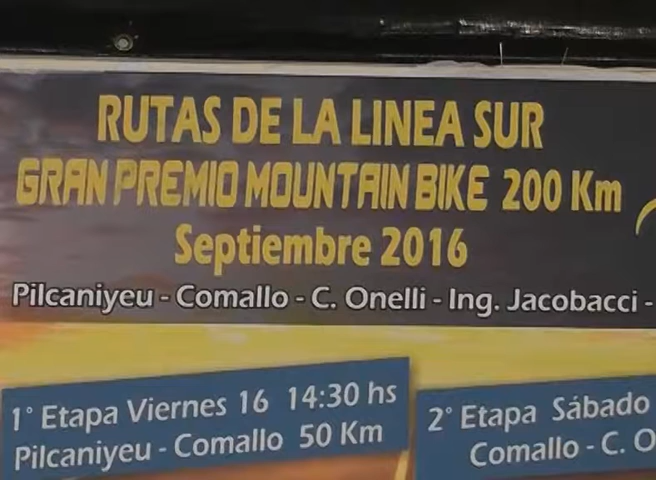 RUTAS DE LA LINEA SUR
GRAN PREMIO MOUNTAIN BIKE 200 Km
Septiembre 2016
Pilcaniyeu - Comallo - C. Onelli - Ing. Jacobacci -
1° Etapa Viernes 16 14:30 hs
Pilcaniyeu - Comallo 50 Km
2° Etapa Sábado
Comallo - C. O